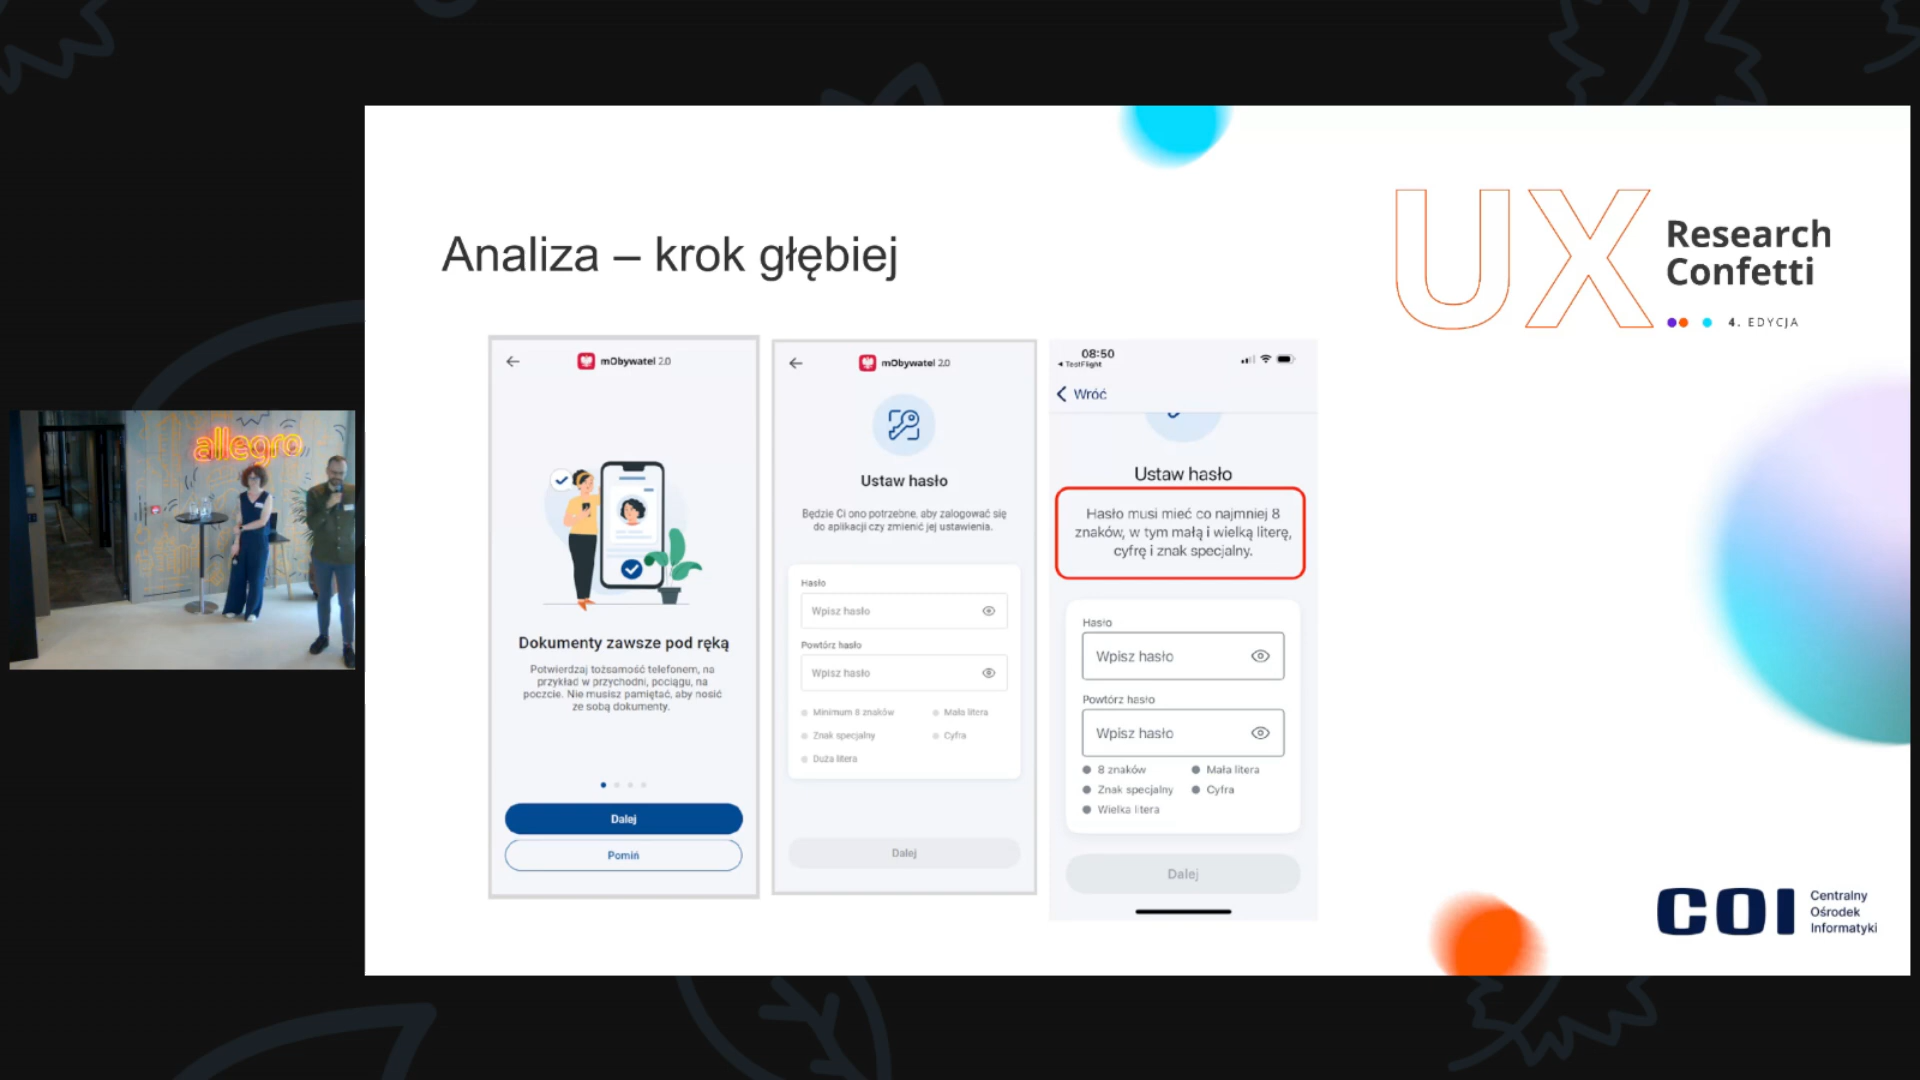 allegro
Analiza – krok głębiej
UX
Research
Confetti
4. EDYCJA
mObywatel 2.0
Dokumenty zawsze pod ręką
Potwierdzaj tożsamość telefonem, na
przykład w przychodni, pociągu, na
poczcie. Nie musisz pamiętać, aby nosić
ze sobą dokumenty.
Dalej
Pomiń
mObywatel 2.0
Ustaw hasło
Będzie Ci ono potrzebne, aby zalogować się
do aplikacji czy zmienić jej ustawienia.
Hasło
Wpisz hasło
Powtórz hasło
Wpisz hasło
Minimum 8 znaków Mała litera
Znak specjalny Cyfra
Duża litera
Dalej
08:50
TestFlight
Wróć
Ustaw hasło
Hasło musi mieć co najmniej 8
znaków, w tym małą i wielką literę,
cyfrę i znak specjalny.
Hasło
Wpisz hasło
Powtórz hasło
Wpisz hasło
8 znaków Mała litera
Znak specjalny Cyfra
Wielka litera
Dalej
COI
Centralny
Ośrodek
Informatyki